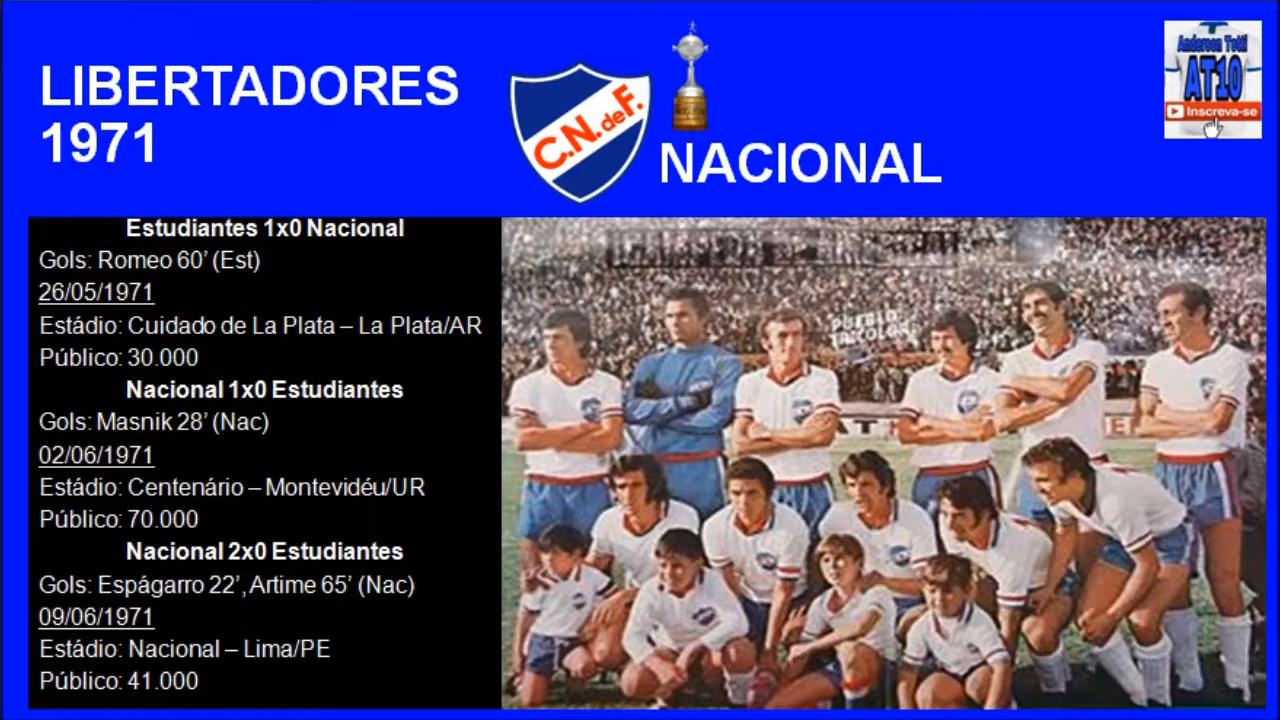 LIBERTADORES
1971
C.N. de F.
NACIONAL
Anderson Totti
AT10
Inscreva-se
Estudiantes 1x0 Nacional
Gols: Romeo 60’ (Est)
26/05/1971
Estádio: Cuidado de La Plata – La Plata/AR
Público: 30.000
Nacional 1x0 Estudiantes
Gols: Masnik 28’ (Nac)
02/06/1971
Estádio: Centenário – Montevidéu/UR
Público: 70.000
Nacional 2x0 Estudiantes
Gols: Espágarro 22’, Artime 65’ (Nac)
09/06/1971
Estádio: Nacional – Lima/PE
Público: 41.000
PUEBLO
TRICOLOR